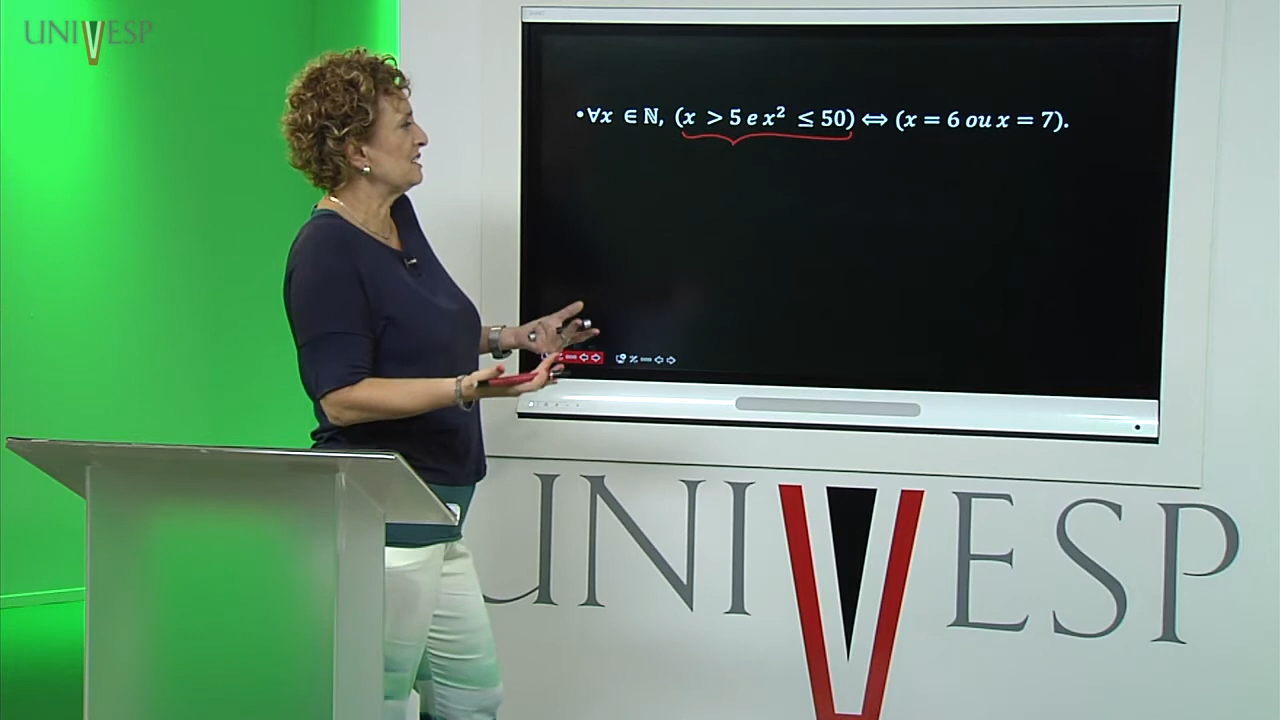 UNIVESP
• ∀x ∈ ℕ, (x > 5 e x² ≤ 50) ⇔ (x = 6 ou x = 7).
UNIVESP